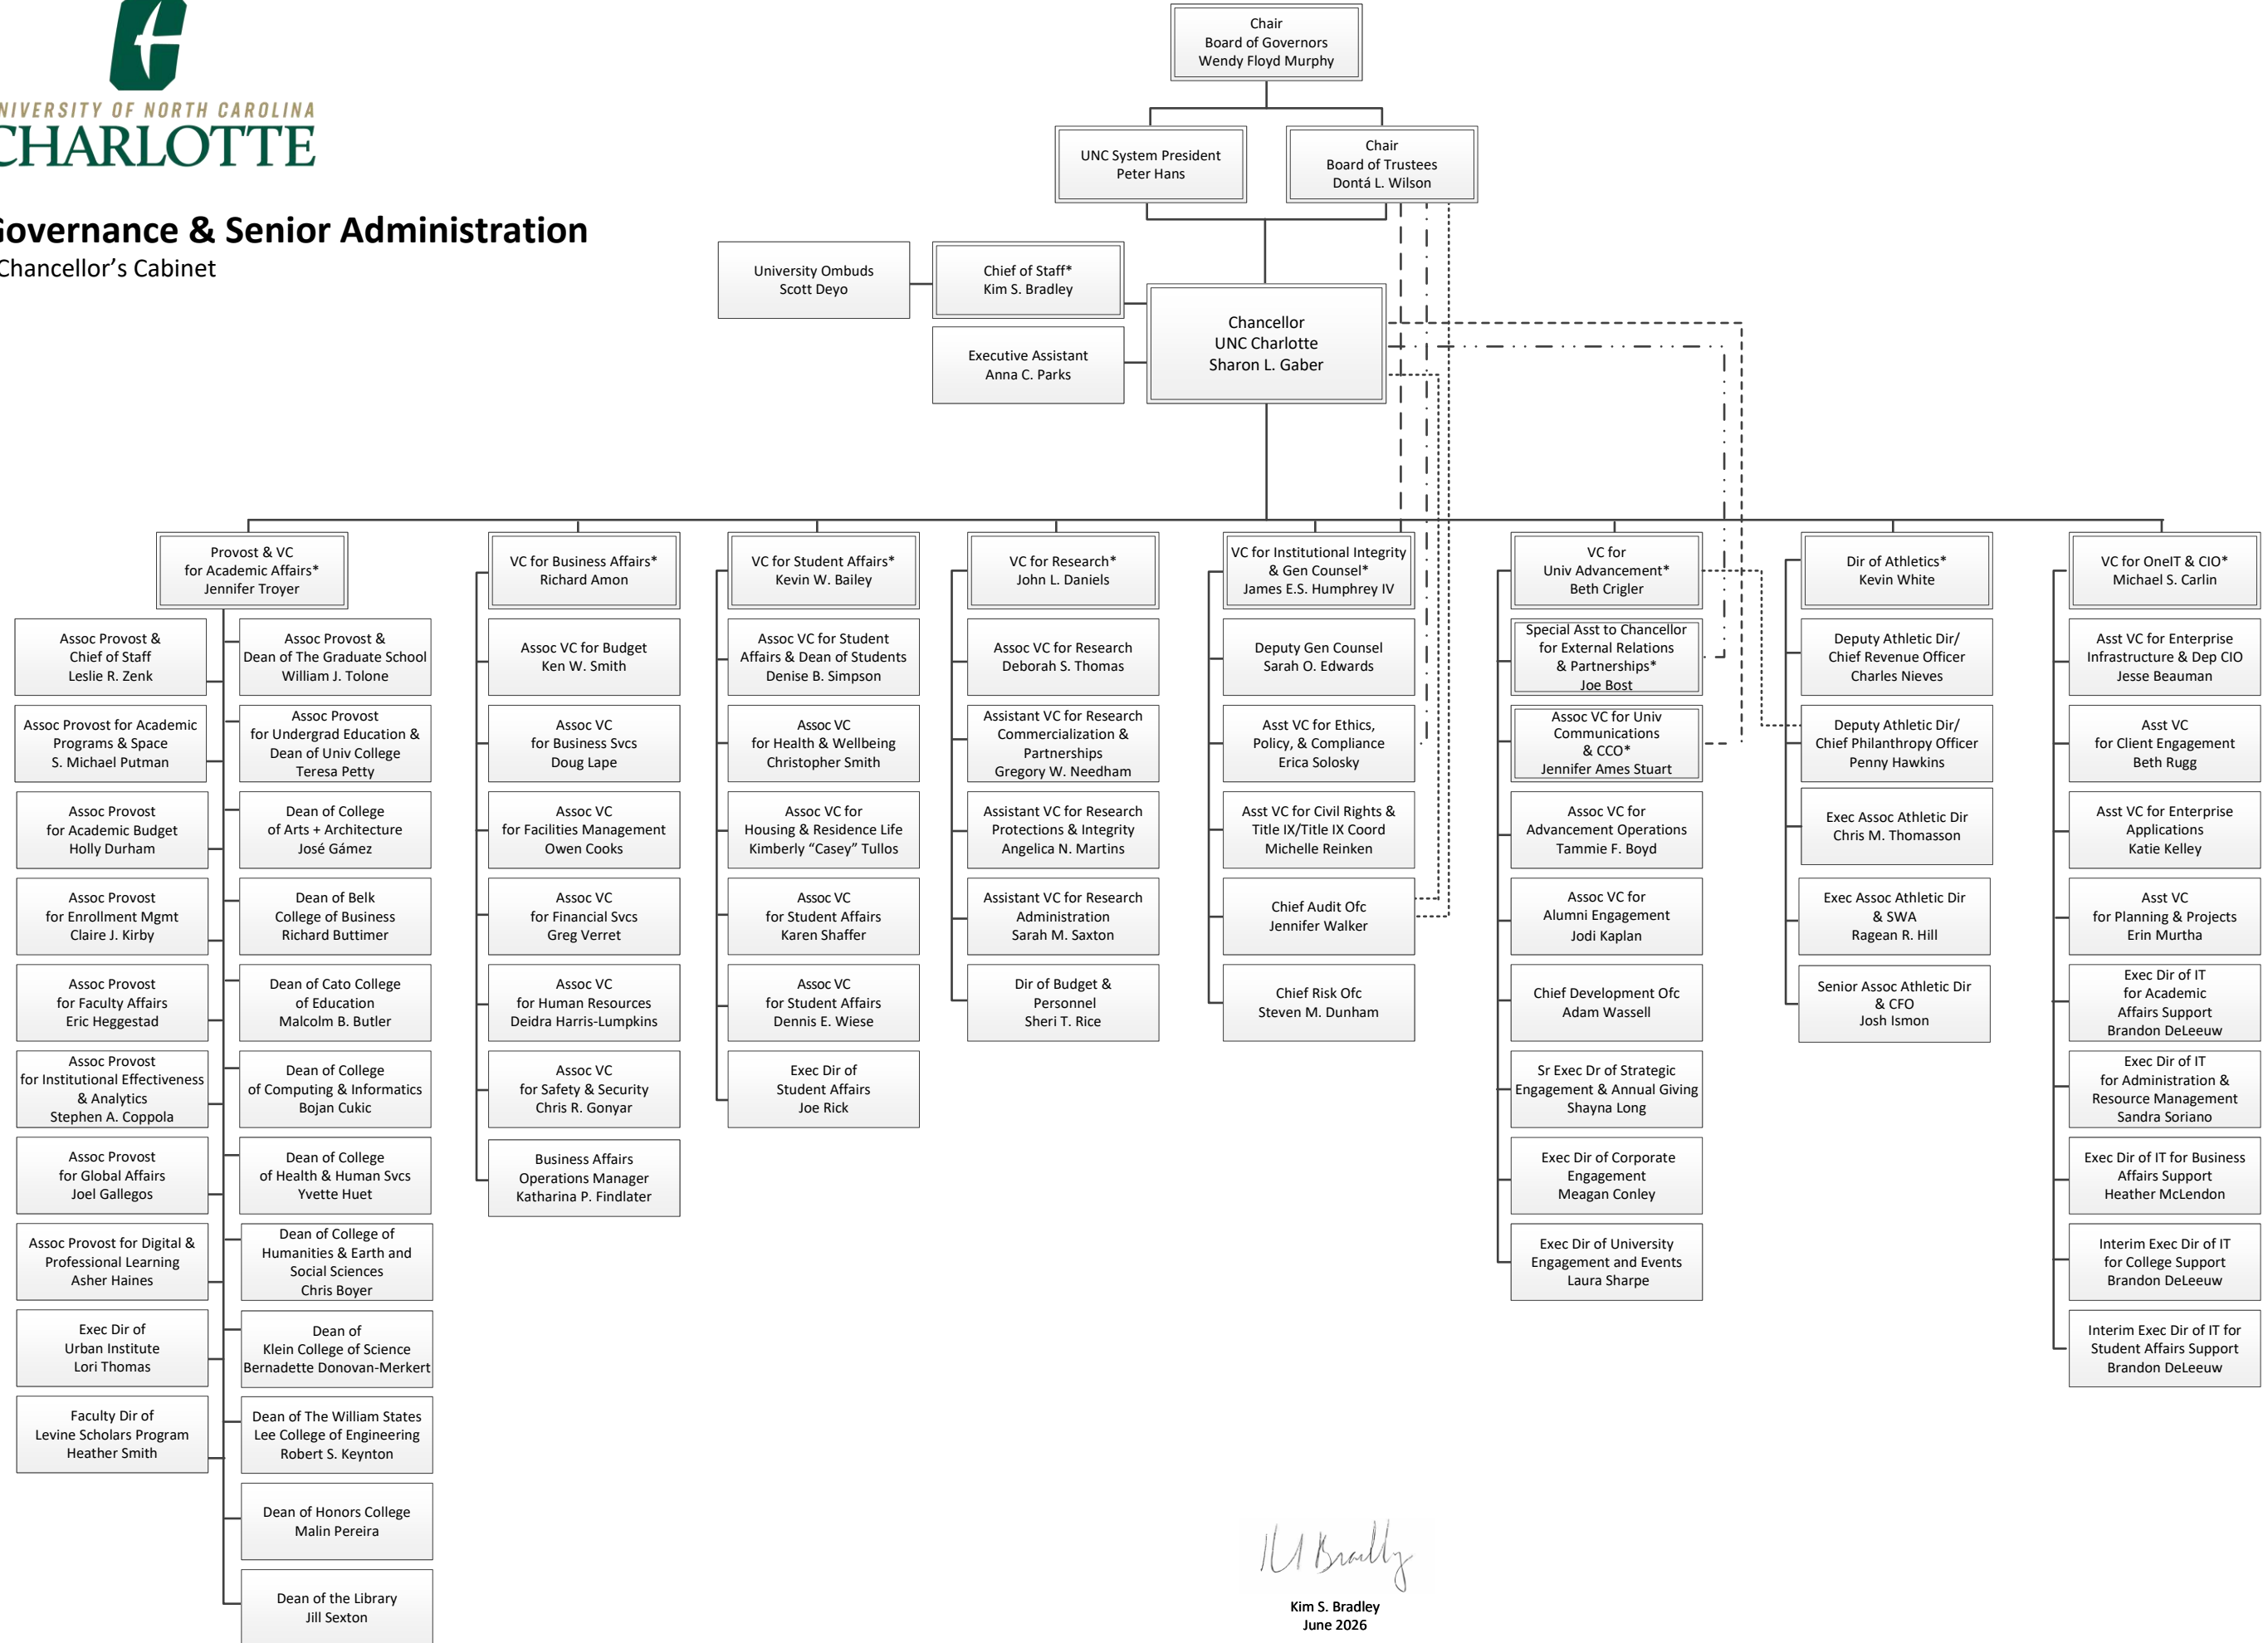 NIVERSITY OF NORTH CAROLINA
CHARLOTTE
Governance & Senior Administration
Chancellor's Cabinet
Chair
Board of Governors
Wendy Floyd Murphy
UNC System President
Peter Hans
Chair
Board of Trustees
Dontá L. Wilson
University Ombuds
Scott Deyo
Chief of Staff*
Kim S. Bradley
Executive Assistant
Anna C. Parks
Chancellor
UNC Charlotte
Sharon L. Gaber
Provost & VC
for Academic Affairs*
Jennifer Troyer
Assoc Provost &
Chief of Staff
Leslie R. Zenk
Assoc Provost for Academic
Programs & Space
S. Michael Putman
Assoc Provost
for Academic Budget
Holly Durham
Assoc Provost
for Enrollment Mgmt
Claire J. Kirby
Assoc Provost
for Faculty Affairs
Eric Heggestad
Assoc Provost
for Institutional Effectiveness
& Analytics
Stephen A. Coppola
Assoc Provost
for Global Affairs
Joel Gallegos
Assoc Provost for Digital &
Professional Learning
Asher Haines
Exec Dir of
Urban Institute
Lori Thomas
Faculty Dir of
Levine Scholars Program
Heather Smith
Assoc Provost &
Dean of The Graduate School
William J. Tolone
Assoc Provost
for Undergrad Education &
Dean of Univ College
Teresa Petty
Dean of College
of Arts + Architecture
José Gámez
Dean of Belk
College of Business
Richard Buttimer
Dean of Cato College
of Education
Malcolm B. Butler
Dean of College
of Computing & Informatics
Bojan Cukic
Dean of College
of Health & Human Svcs
Yvette Huet
Dean of College of
Humanities & Earth and
Social Sciences
Chris Boyer
Dean of
Klein College of Science
Bernadette Donovan-Merkert
Dean of The William States
Lee College of Engineering
Robert S. Keynton
Dean of Honors College
Malin Pereira
Dean of the Library
Jill Sexton
VC for Business Affairs*
Richard Amon
Assoc VC for Budget
Ken W. Smith
Assoc VC
for Business Svcs
Doug Lape
Assoc VC
for Facilities Management
Owen Cooks
Assoc VC
for Financial Svcs
Greg Verret
Assoc VC
for Human Resources
Deidra Harris-Lumpkins
Assoc VC
for Safety & Security
Chris R. Gonyar
Business Affairs
Operations Manager
Katharina P. Findlater
VC for Student Affairs*
Kevin W. Bailey
Assoc VC for Student
Affairs & Dean of Students
Denise B. Simpson
Assoc VC
for Health & Wellbeing
Christopher Smith
Assoc VC for
Housing & Residence Life
Kimberly “Casey” Tullos
Assoc VC
for Student Affairs
Karen Shaffer
Assoc VC
for Student Affairs
Dennis E. Wiese
Exec Dir of
Student Affairs
Joe Rick
VC for Research*
John L. Daniels
Assoc VC for Research
Deborah S. Thomas
Assistant VC for Research
Commercialization &
Partnerships
Gregory W. Needham
Assistant VC for Research
Protections & Integrity
Angelica N. Martins
Assistant VC for Research
Administration
Sarah M. Saxton
Dir of Budget &
Personnel
Sheri T. Rice
VC for Institutional Integrity
& Gen Counsel*
James E.S. Humphrey IV
Deputy Gen Counsel
Sarah O. Edwards
Asst VC for Ethics,
Policy, & Compliance
Erica Solosky
Asst VC for Civil Rights &
Title IX/Title IX Coord
Michelle Reinken
Chief Audit Ofc
Jennifer Walker
Chief Risk Ofc
Steven M. Dunham
VC for
Univ Advancement*
Beth Crigler
Special Asst to Chancellor
for External Relations
& Partnerships*
Joe Bost
Assoc VC for Univ
Communications
& CCO*
Jennifer Ames Stuart
Assoc VC for
Advancement Operations
Tammie F. Boyd
Assoc VC for
Alumni Engagement
Jodi Kaplan
Chief Development Ofc
Adam Wassell
Sr Exec Dr of Strategic
Engagement & Annual Giving
Shayna Long
Exec Dir of Corporate
Engagement
Meagan Conley
Exec Dir of University
Engagement and Events
Laura Sharpe
Dir of Athletics*
Kevin White
Deputy Athletic Dir/
Chief Revenue Officer
Charles Nieves
Deputy Athletic Dir/
Chief Philanthropy Officer
Penny Hawkins
Exec Assoc Athletic Dir
Chris M. Thomasson
Exec Assoc Athletic Dir
& SWA
Ragean R. Hill
Senior Assoc Athletic Dir
& CFO
Josh Ismon
VC for OneIT & CIO*
Michael S. Carlin
Asst VC for Enterprise
Infrastructure & Dep CIO
Jesse Beauman
Asst VC
for Client Engagement
Beth Rugg
Asst VC for Enterprise
Applications
Katie Kelley
Asst VC
for Planning & Projects
Erin Murtha
Exec Dir of IT
for Academic
Affairs Support
Brandon DeLeeuw
Exec Dir of IT
for Administration &
Resource Management
Sandra Soriano
Exec Dir of IT for Business
Affairs Support
Heather McLendon
Interim Exec Dir of IT
for College Support
Brandon DeLeeuw
Interim Exec Dir of IT for
Student Affairs Support
Brandon DeLeeuw
Kim S. Bradley
June 2026